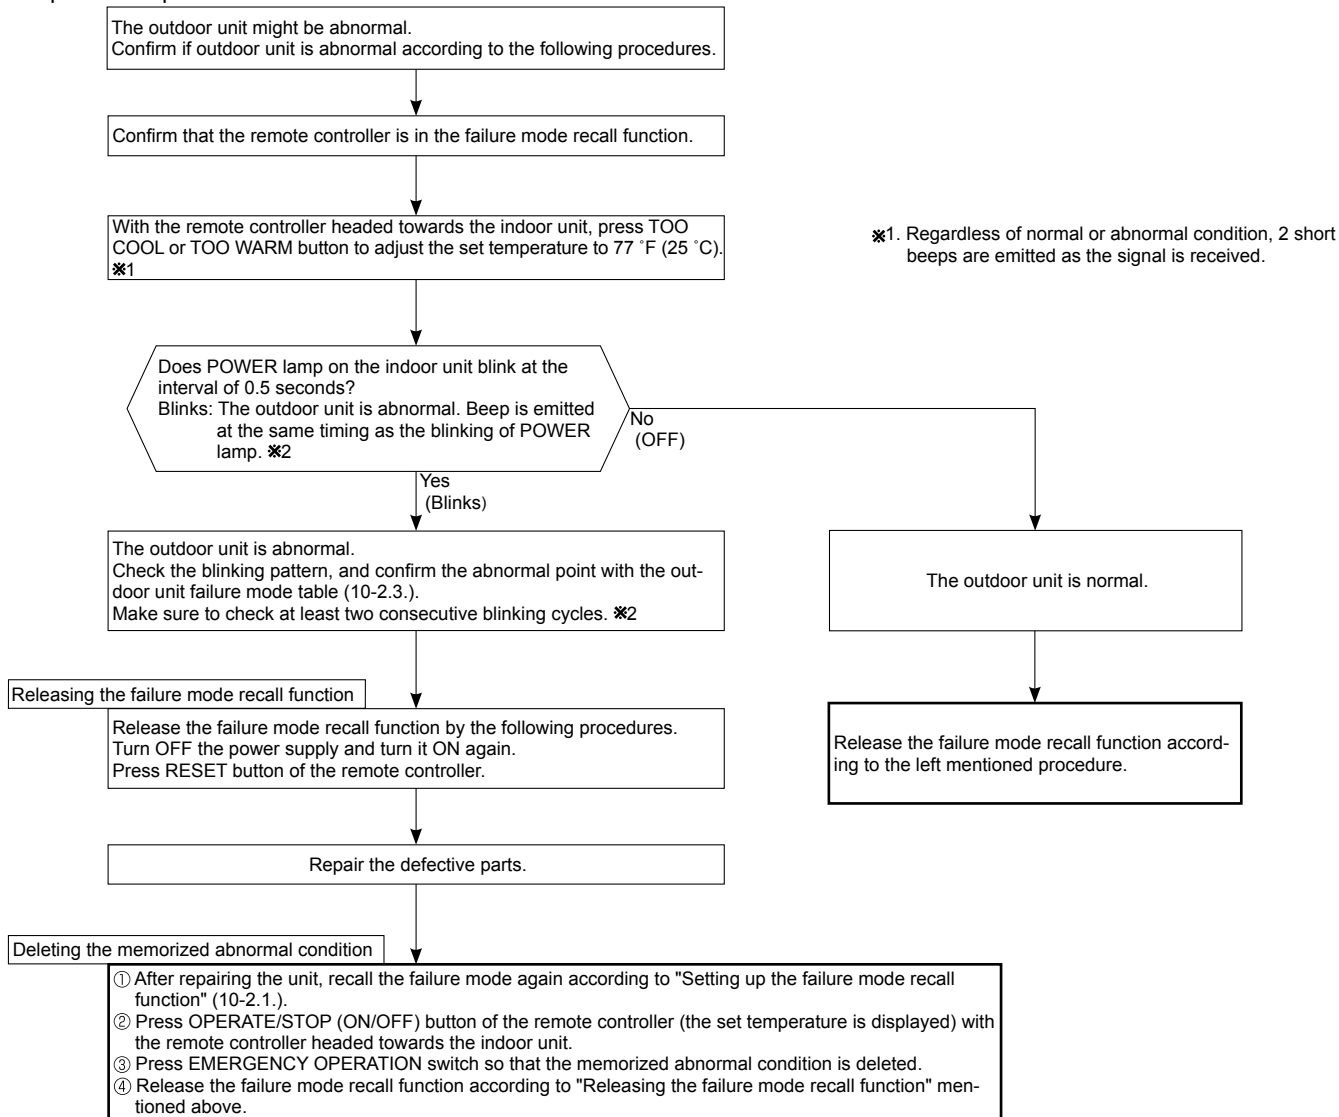 The outdoor unit might be abnormal.
Confirm if outdoor unit is abnormal according to the following procedures.
Confirm that the remote controller is in the failure mode recall function.
With the remote controller headed towards the indoor unit, press TOO
COOL or TOO WARM button to adjust the set temperature to 77 ˚F (25 ˚C).
※1
※1. Regardless of normal or abnormal condition, 2 short
beeps are emitted as the signal is received.
Does POWER lamp on the indoor unit blink at the
interval of 0.5 seconds?
Blinks: The outdoor unit is abnormal. Beep is emitted
at the same timing as the blinking of POWER
lamp. ※2
No
(OFF)
Yes
(Blinks)
The outdoor unit is abnormal.
Check the blinking pattern, and confirm the abnormal point with the out-
door unit failure mode table (10-2.3.).
Make sure to check at least two consecutive blinking cycles. ※2
The outdoor unit is normal.
Releasing the failure mode recall function
Release the failure mode recall function by the following procedures.
Turn OFF the power supply and turn it ON again.
Press RESET button of the remote controller.
Release the failure mode recall function accord-
ing to the left mentioned procedure.
Repair the defective parts.
Deleting the memorized abnormal condition
① After repairing the unit, recall the failure mode again according to "Setting up the failure mode recall
function" (10-2.1.).
② Press OPERATE/STOP (ON/OFF) button of the remote controller (the set temperature is displayed) with
the remote controller headed towards the indoor unit.
③ Press EMERGENCY OPERATION switch so that the memorized abnormal condition is deleted.
④ Release the failure mode recall function according to "Releasing the failure mode recall function" men-
tioned above.